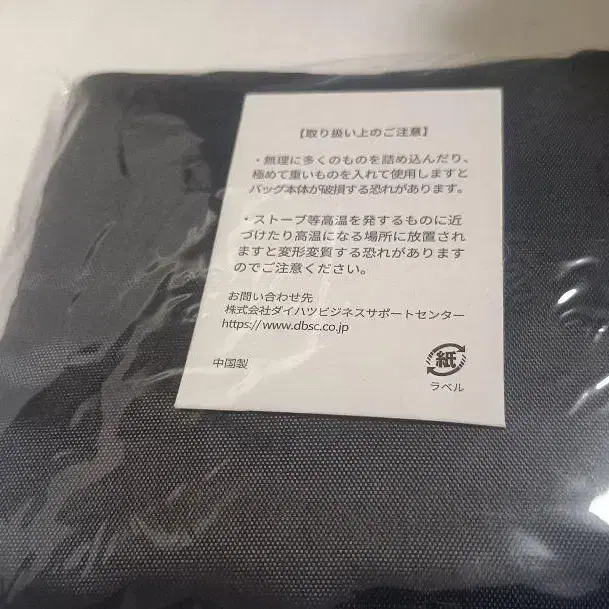 【取り扱い上のご注意】
・無理に多くのものを詰め込んだり、
極めて重いものを入れて使用しますと
バッグ本体が破損する恐れがあります。
・ストーブ等高温を発するものに近
づけたり高温になる場所に放置され
ますと変形変質する恐れがあります
のでご注意ください。
お問い合わせ先
株式会社ダイハツビジネスサポートセンター
https://www.dbsc.co.jp
中国製
紙
ラベル